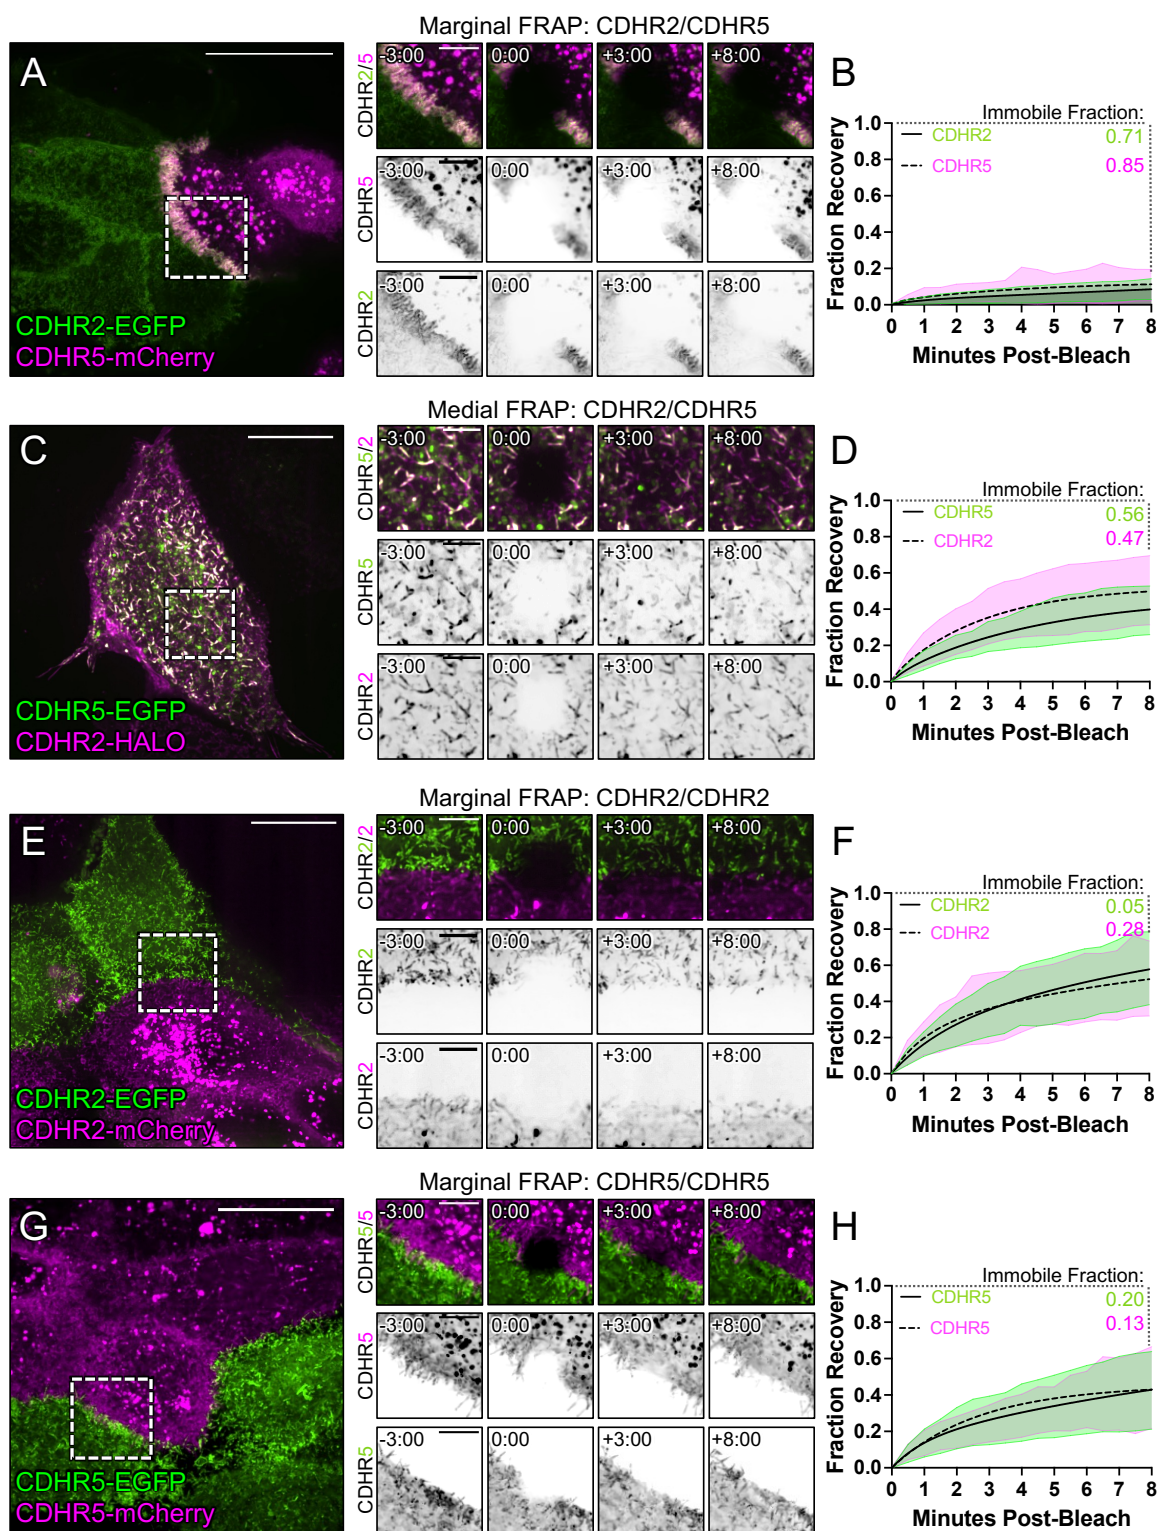 Marginal FRAP: CDHR2/CDHR5
A
CDHR2-EGFP
CDHR5-mCherry
CDHR2/5
-3:00
0:00
+3:00
+8:00
CDHR5
-3:00
0:00
+3:00
+8:00
CDHR2
-3:00
0:00
+3:00
+8:00
B
Immobile Fraction:
CDHR2 0.71
CDHR5 0.85
Fraction Recovery
1.0
0.8
0.6
0.4
0.2
0.0
0 1 2 3 4 5 6 7 8
Minutes Post-Bleach
Medial FRAP: CDHR2/CDHR5
C
CDHR5-EGFP
CDHR2-HALO
CDHR5/2
-3:00
0:00
+3:00
+8:00
CDHR5
-3:00
0:00
+3:00
+8:00
CDHR2
-3:00
0:00
+3:00
+8:00
D
Immobile Fraction:
CDHR5 0.56
CDHR2 0.47
Fraction Recovery
1.0
0.8
0.6
0.4
0.2
0.0
0 1 2 3 4 5 6 7 8
Minutes Post-Bleach
Marginal FRAP: CDHR2/CDHR2
E
CDHR2-EGFP
CDHR2-mCherry
CDHR2/2
-3:00
0:00
+3:00
+8:00
CDHR2
-3:00
0:00
+3:00
+8:00
CDHR2
-3:00
0:00
+3:00
+8:00
F
Immobile Fraction:
CDHR2 0.05
CDHR2 0.28
Fraction Recovery
1.0
0.8
0.6
0.4
0.2
0.0
0 1 2 3 4 5 6 7 8
Minutes Post-Bleach
Marginal FRAP: CDHR5/CDHR5
G
CDHR5-EGFP
CDHR5-mCherry
CDHR5/5
-3:00
0:00
+3:00
+8:00
CDHR5
-3:00
0:00
+3:00
+8:00
CDHR5
-3:00
0:00
+3:00
+8:00
H
Immobile Fraction:
CDHR5 0.20
CDHR5 0.13
Fraction Recovery
1.0
0.8
0.6
0.4
0.2
0.0
0 1 2 3 4 5 6 7 8
Minutes Post-Bleach